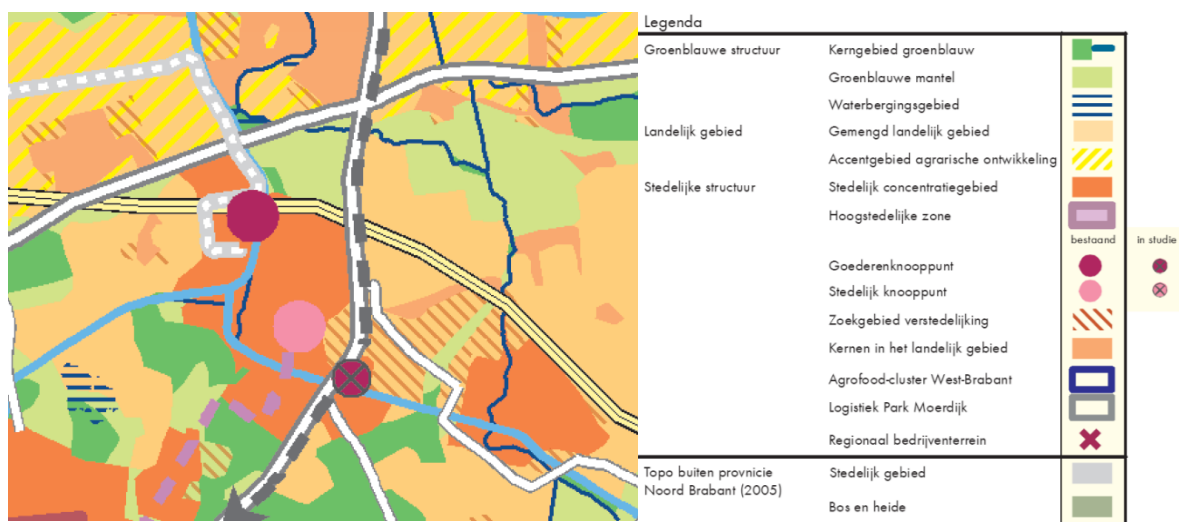 Legenda
Groenblauwe structuur Kerngebied groenblauw
Groenblauwe mantel
Waterbergingsgebied
Landelijk gebied Gemengd landelijk gebied
Accentgebied agrarische ontwikkeling
Stedelijke structuur Stedelijk concentratiegebied
Hoogstedelijke zone
bestaand in studie
Goederenknooppunt
Stedelijk knooppunt
Zoekgebied verstedelijking
Kernen in het landelijk gebied
Agrofood-cluster West-Brabant
Logistiek Park Moerdijk
Regionaal bedrijventerrein
Topo buiten provnicie Stedelijk gebied
Noord Brabant (2005)
Bos en heide